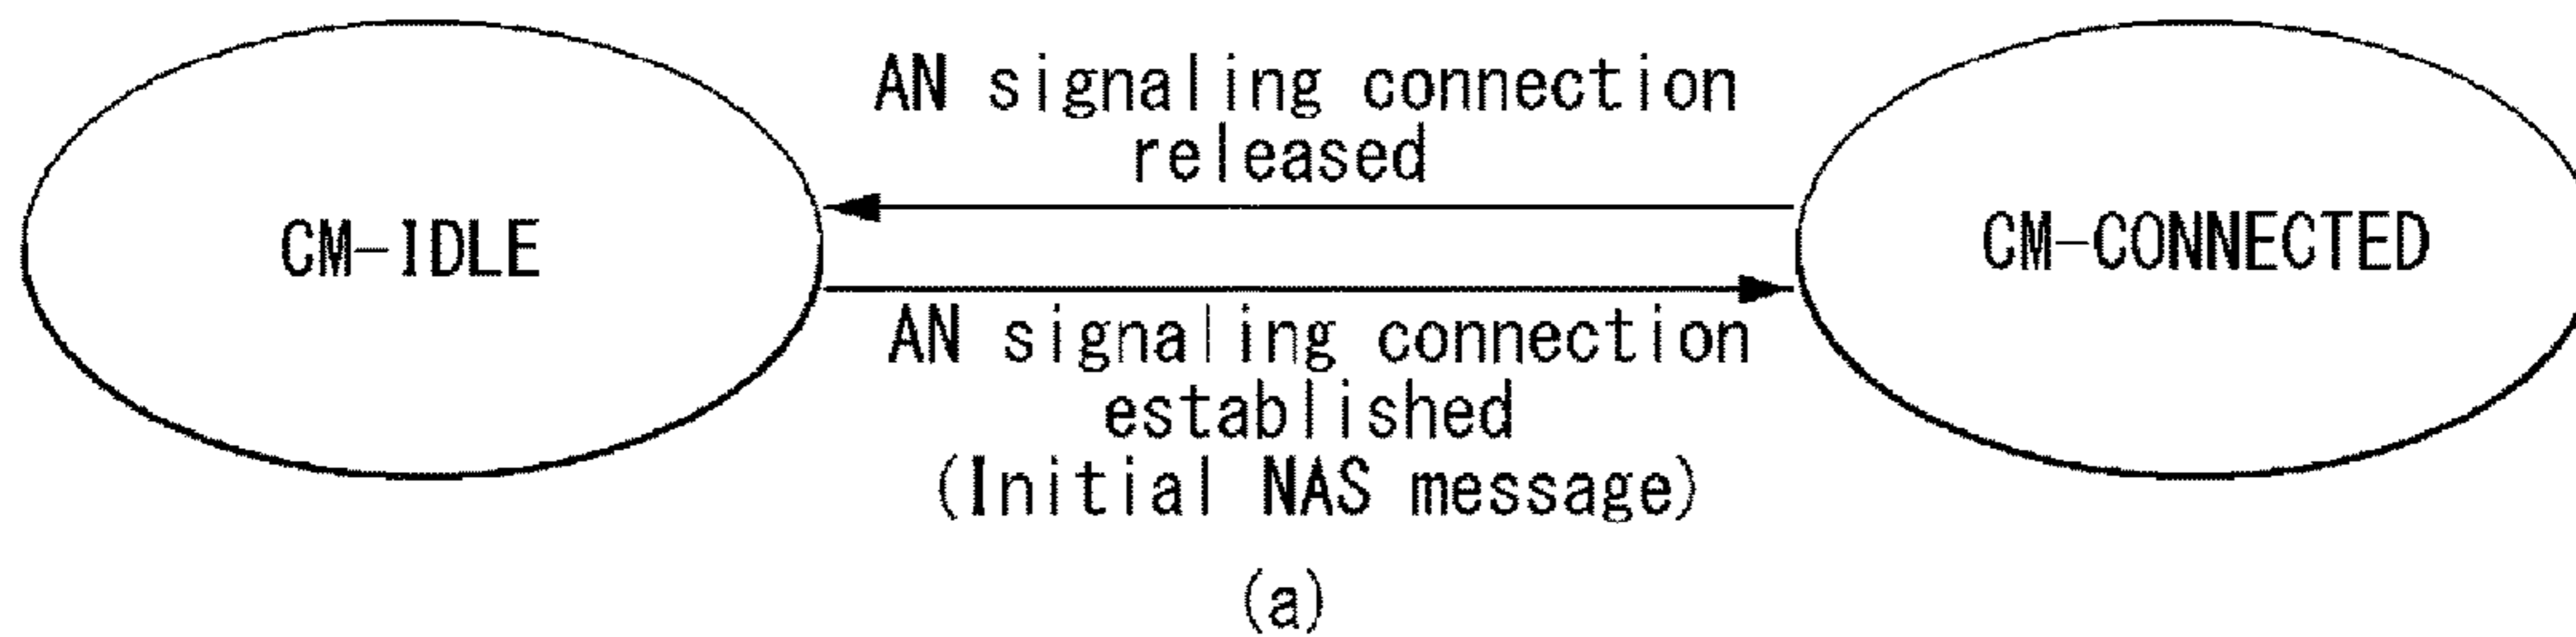 AN signaling connection
released
CM-IDLE
CM-CONNECTED
AN signaling connection
established
(Initial NAS message)
(a)